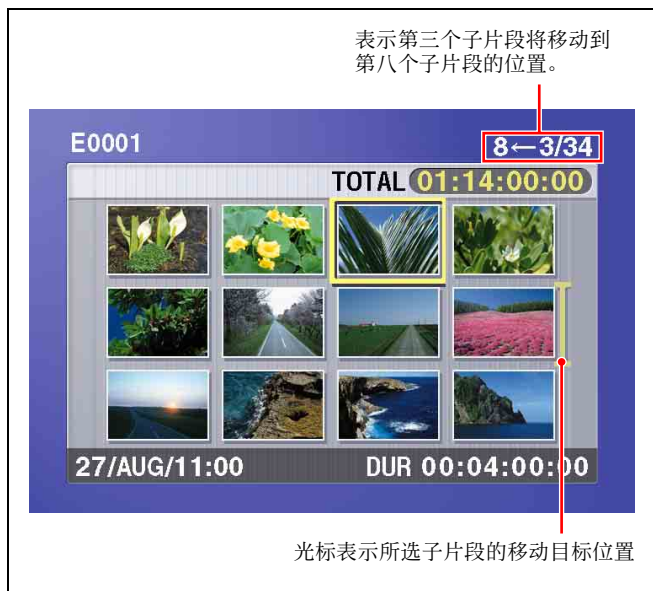 表示第三个子片段将移动到
第八个子片段的位置。
E0001
8←3/34
TOTAL 01:14:00:00
27/AUG/11:00
DUR 00:04:00:00
光标表示所选子片段的移动目标位置